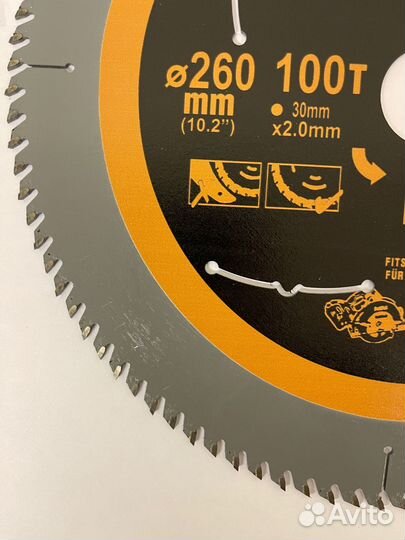 ø260 100T
mm 30mm
(10.2") x2.0mm
FITS
FÜR
Avito